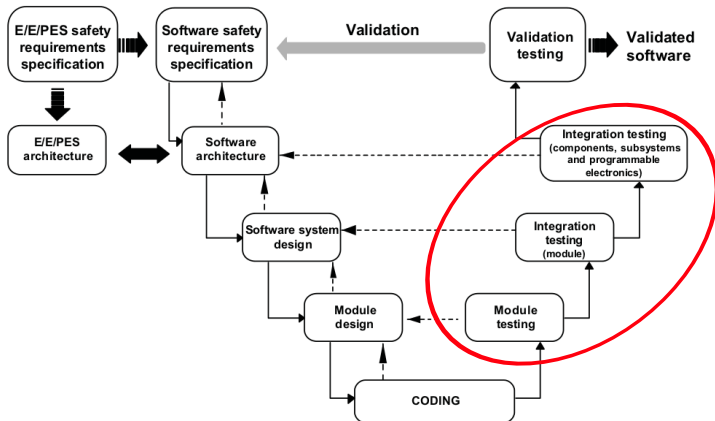 E/E/PES safety
requirements
specification
Software safety
requirements
specification
Validation
Validation
testing
Validated
software
E/E/PES
architecture
Software
architecture
Integration testing
(components, subsystems
and programmable
electronics)
Software system
design
Integration
testing
(module)
Module
design
Module
testing
CODING